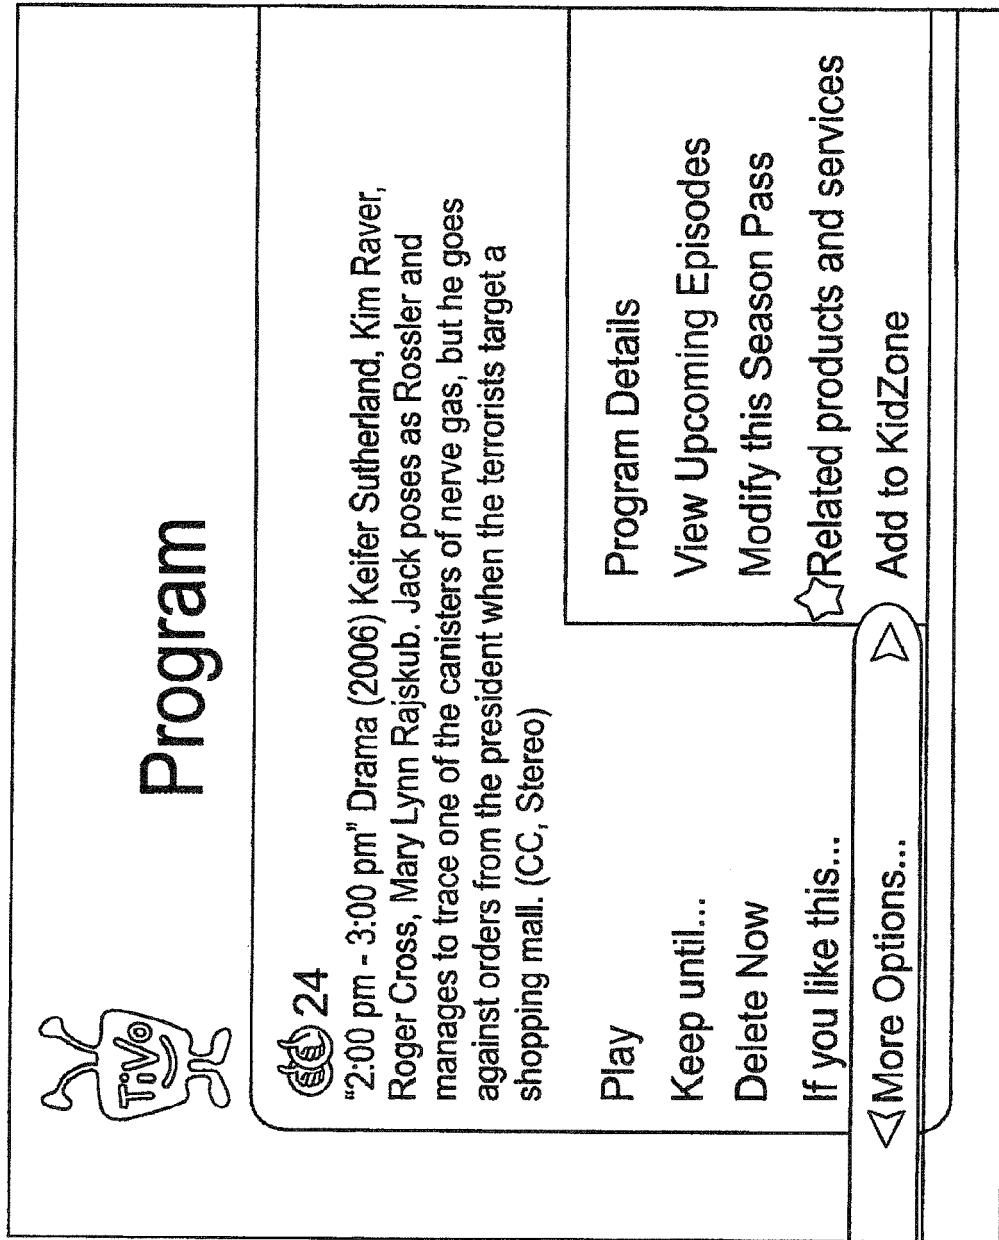 TiVo
Program
24
“2:00 pm - 3:00 pm” Drama (2006) Keifer Sutherland, Kim Raver,
Roger Cross, Mary Lynn Rajskub. Jack poses as Rossler and
manages to trace one of the canisters of nerve gas, but he goes
against orders from the president when the terrorists target a
shopping mall. (CC, Stereo)
Play
Keep until...
Delete Now
If you like this...
More Options...
Program Details
View Upcoming Episodes
Modify this Season Pass
Related products and services
Add to KidZone